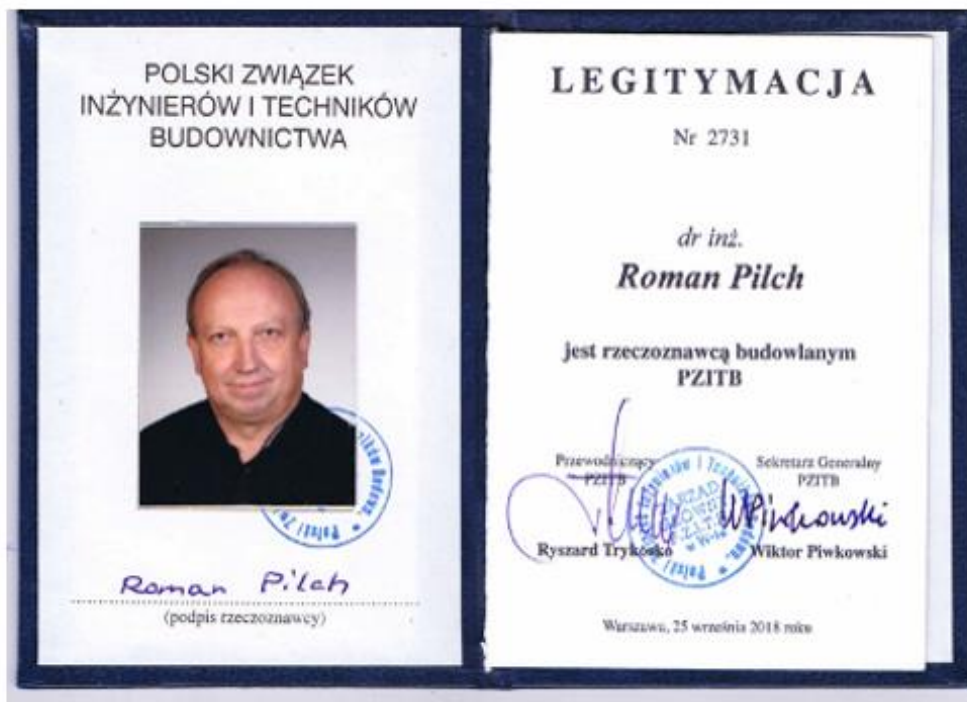 POLSKI ZWIĄZEK
INŻYNIERÓW I TECHNIKÓW
BUDOWNICTWA
Roman Pilch
(podpis rzeczoznawcy)
LEGITYMACJA
Nr 2731
dr inż.
Roman Pilch
jest rzeczoznawcą budowlanym
PZITB
Przewodniczący
PZITB
Ryszard Trykosko
Sekretarz Generalny
PZITB
WPiwkowski
Wiktor Piwkowski
Warszawa, 25 września 2018 roku